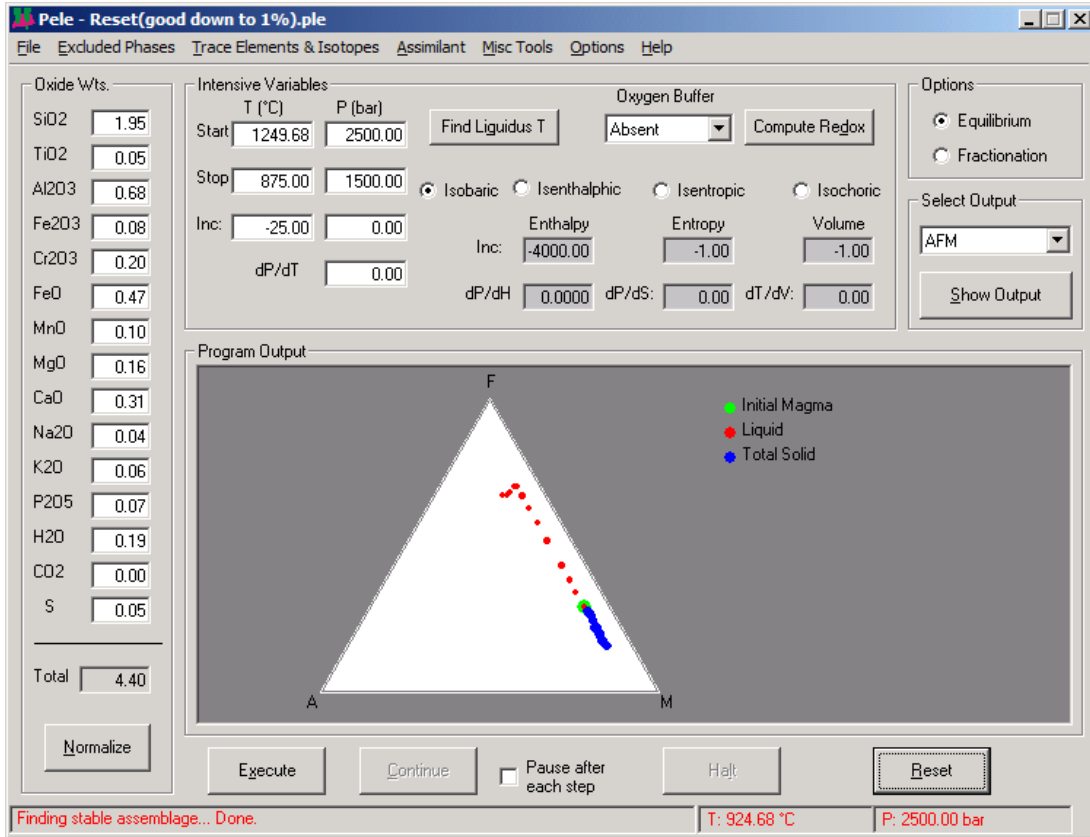 Pele - Reset(good down to 1%).ple
File Excluded Phases Trace Elements & Isotopes Assimilant Misc Tools Options Help
Oxide Wts.
SiO2 1.95
TiO2 0.05
Al2O3 0.68
Fe2O3 0.08
Cr2O3 0.20
FeO 0.47
MnO 0.10
MgO 0.16
CaO 0.31
Na2O 0.04
K2O 0.06
P2O5 0.07
H2O 0.19
CO2 0.00
S 0.05
Total 4.40
Normalize
Intensive Variables
T (°C) P (bar)
Start 1249.68 2500.00
Stop 875.00 1500.00
Inc: -25.00 0.00
dP/dT 0.00
Find Liguidus T
Oxygen Buffer
Absent
Compute Redox
Isobaric Isenthalphic Isentropic Isochoric
Enthalpy Entropy Volume
Inc: -4000.00 -1.00 -1.00
dP/dH 0.0000 dP/dS: 0.00 dT/dV: 0.00
Options
Equilibrium
Fractionation
Select Output
AFM
Show Output
Program Output
F
A
M
Initial Magma
Liquid
Total Solid
Execute
Continue
Pause after
each step
Halt
Reset
Finding stable assemblage... Done.
T: 924.68 °C
P: 2500.00 bar